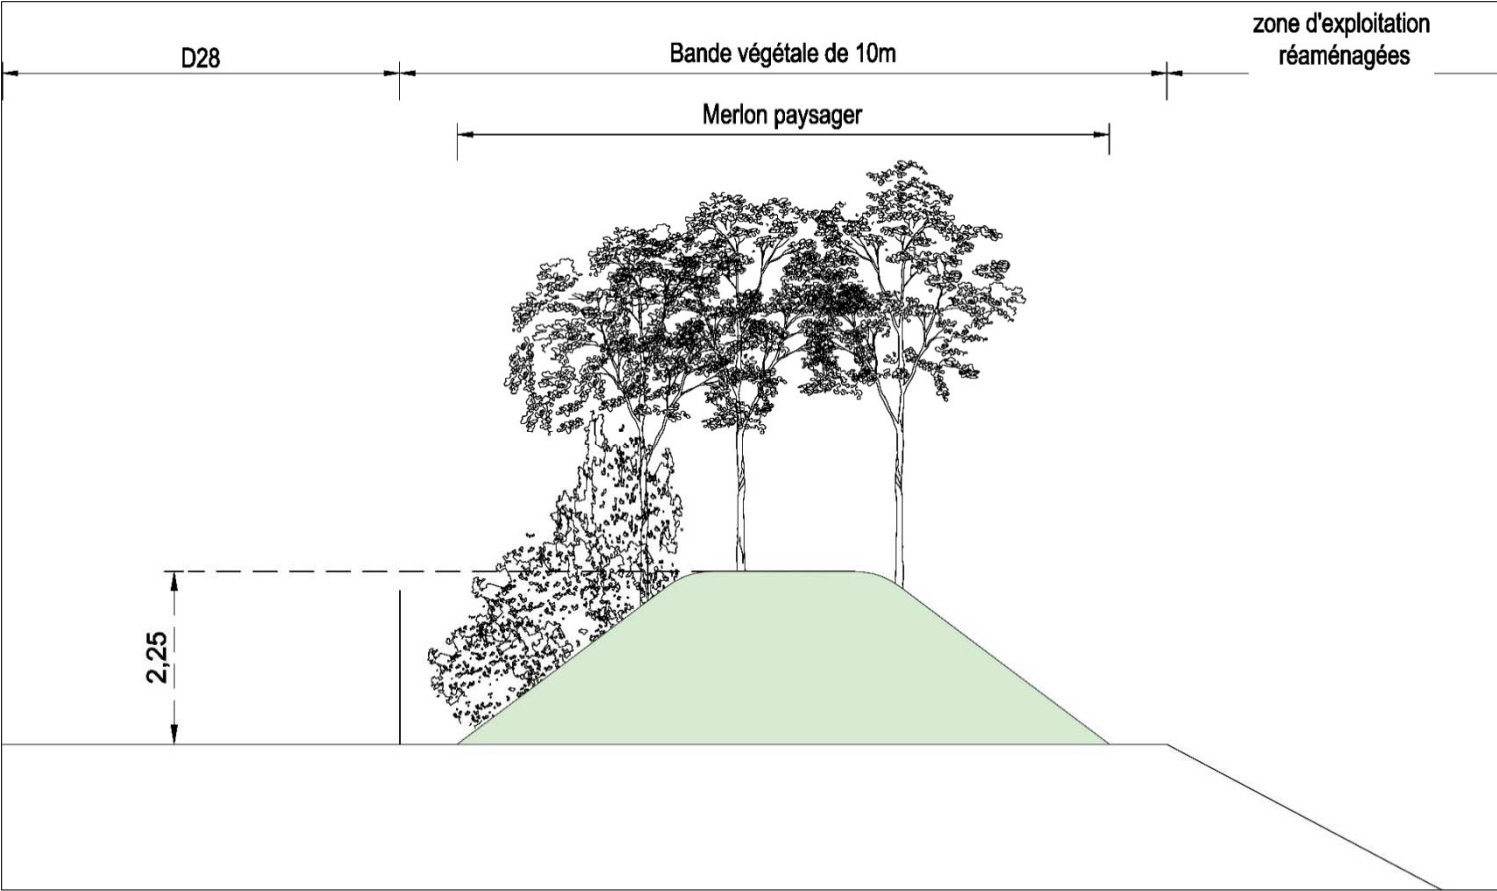 D28
Bande végétale de 10m
zone d'exploitation
réaménagées
Merlon paysager
2,25